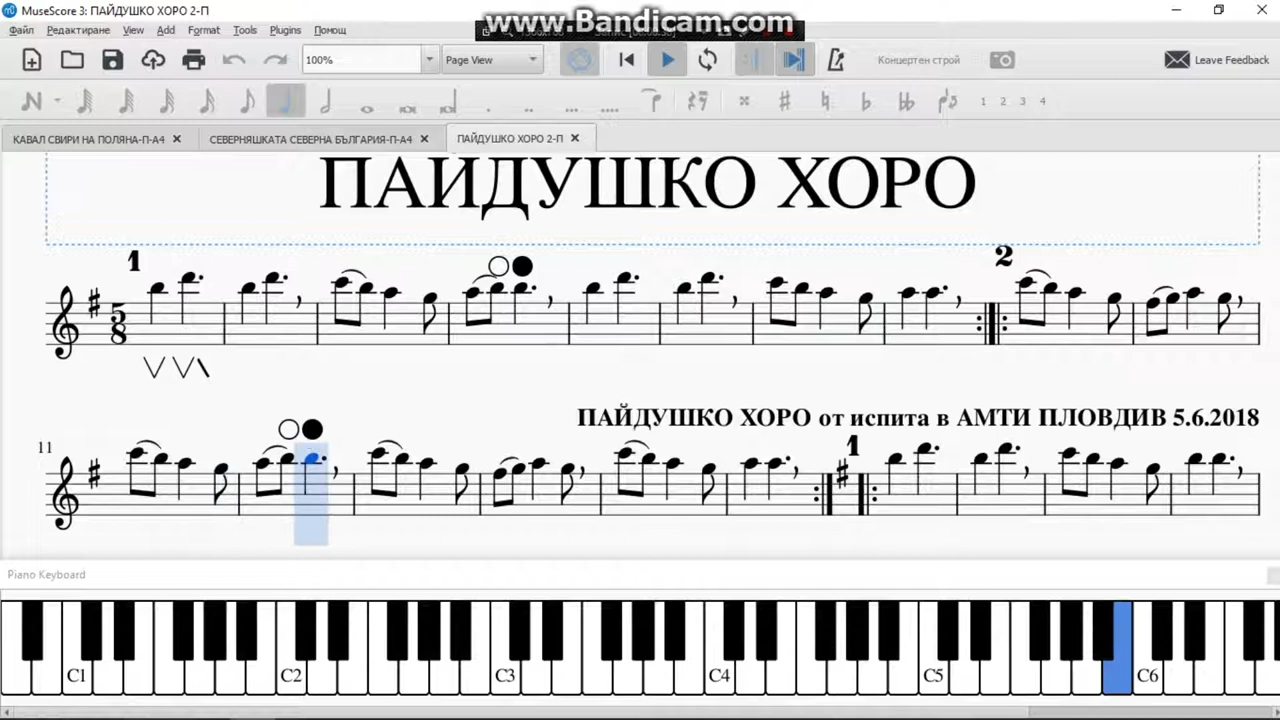 MuseScore 3: ПАЙДУШКО ХОРО 2-П
www.Bandicam.com
Файл Редактиране View Add Format Tools Plugins Помощ
100% Page View Концертен строй Leave Feedback
1 2 3 4
КАВАЛ СВИРИ НА ПОЛЯНА-П-А4 СЕВЕРНЯШКАТА СЕВЕРНА БЪЛГАРИЯ-П-А4 ПАЙДУШКО ХОРО 2-П
ПАЙДУШКО ХОРО
1 2
5
8
ПАЙДУШКО ХОРО от испита в АМТИ ПЛОВДИВ 5.6.2018
11 1
Piano Keyboard
C1 C2 C3 C4 C5 C6